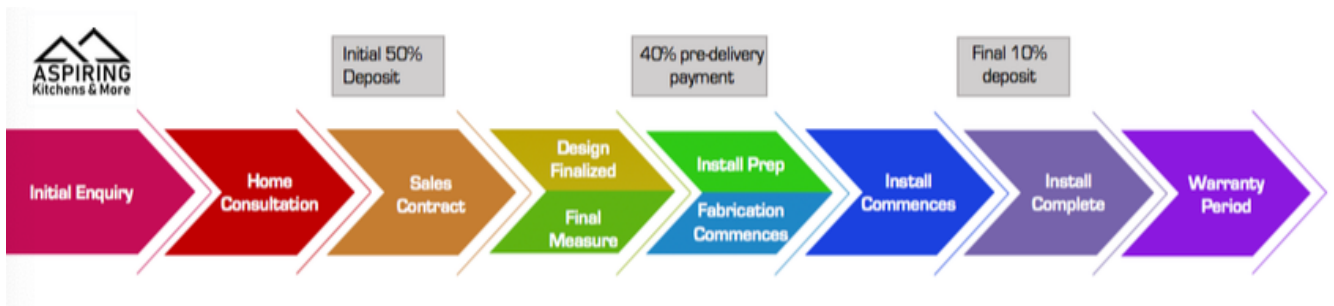 ASPIRING
Kitchens & More
Initial 50%
Deposit
40% pre-delivery
payment
Final 10%
deposit
Initial Enquiry
Home
Consultation
Sales
Contract
Design
Finalized
Final
Measure
Install Prep
Fabrication
Commences
Install
Commences
Install
Complete
Warranty
Period